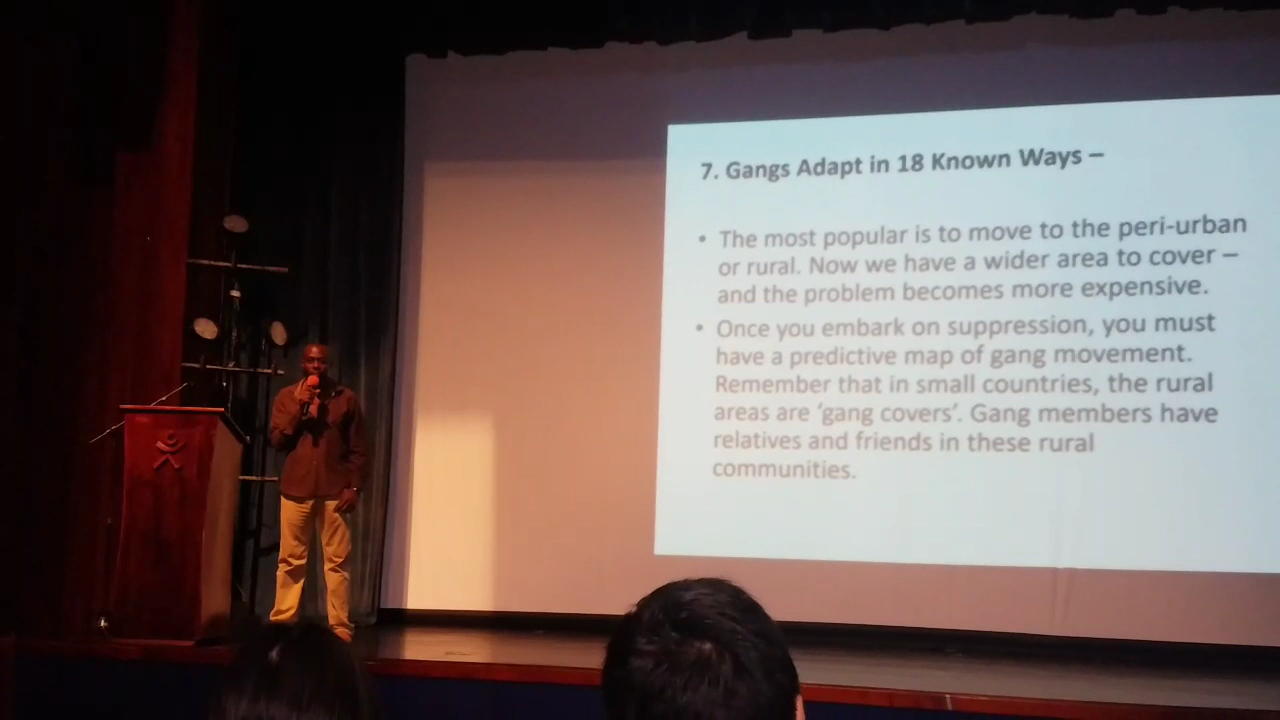 7. Gangs Adapt in 18 Known Ways –
• The most popular is to move to the peri-urban
or rural. Now we have a wider area to cover –
and the problem becomes more expensive.
• Once you embark on suppression, you must
have a predictive map of gang movement.
Remember that in small countries, the rural
areas are ‘gang covers’. Gang members have
relatives and friends in these rural
communities.